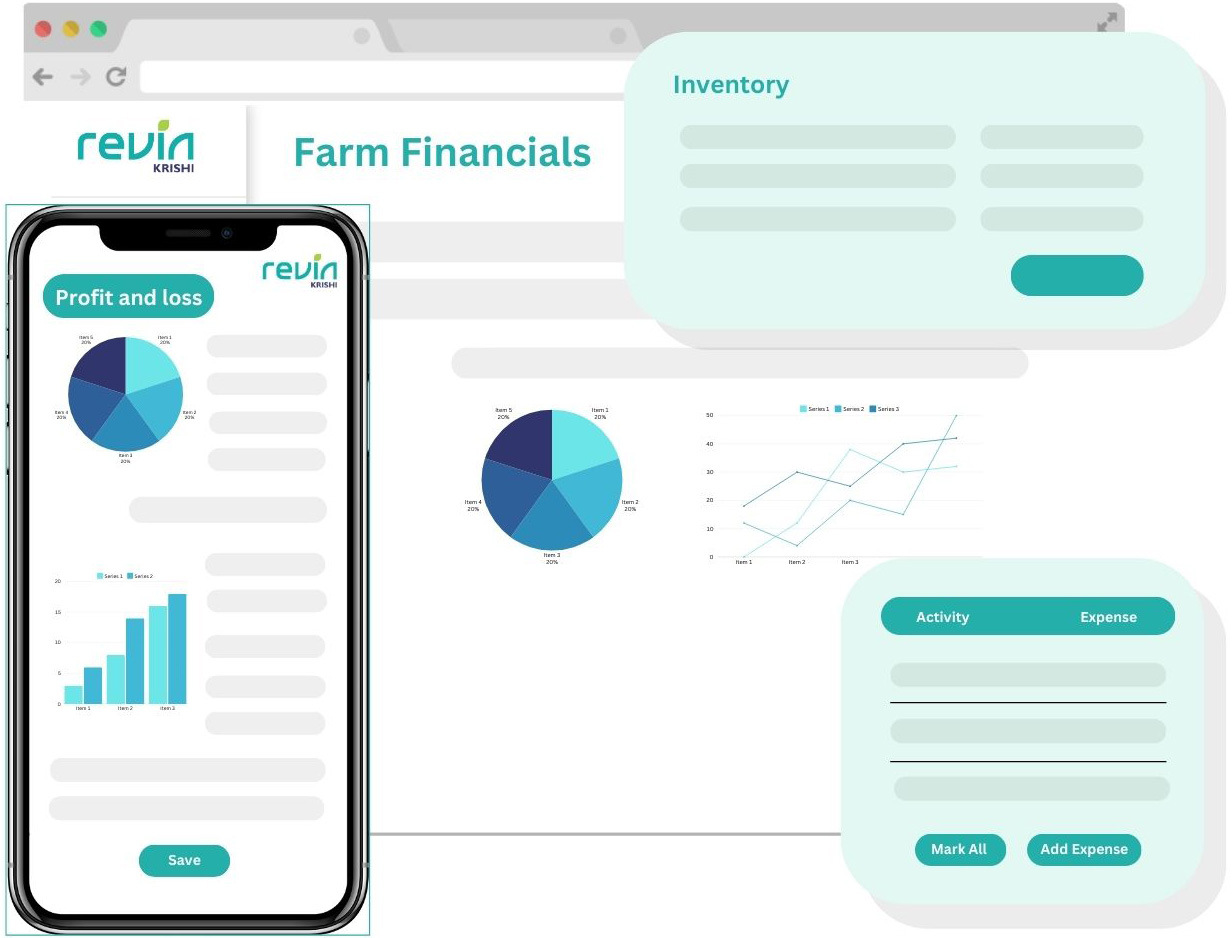 Inventory
revin
KRISHI
Farm Financials
revin
KRISHI
Profit and loss
Item 5
20%
Item 1
20%
Item 4
20%
Item 2
20%
Item 3
20%
Series 1 Series 2
20
15
10
5
0
Item 1 Item 2 Item 3
Save
Item 5
20%
Item 1
20%
Item 4
20%
Item 2
20%
Item 3
20%
Series 1 Series 2 Series 3
50
40
30
20
10
0
Item 1 Item 2 Item 3
Activity Expense
Mark All Add Expense